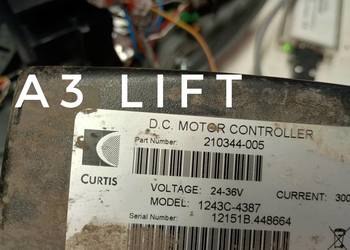 A3 LIFT
D.C. MOTOR CONTROLLER
Part Number: 210344-005
CURTIS
VOLTAGE: 24-36V CURRENT: 300
MODEL: 1243C-4387
Serial Number: 12151B.448664